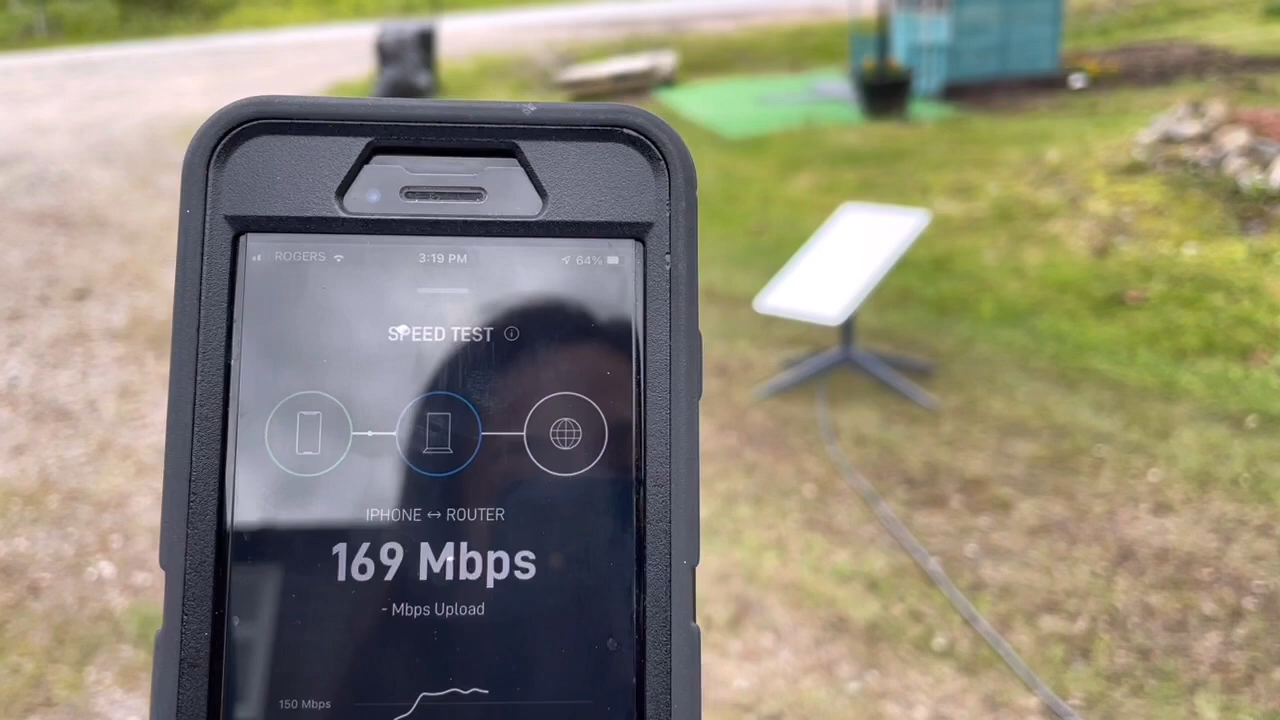 ROGERS 3:19 PM 64%
SPEED TEST
IPHONE ↔ ROUTER
169 Mbps
- Mbps Upload
150 Mbps